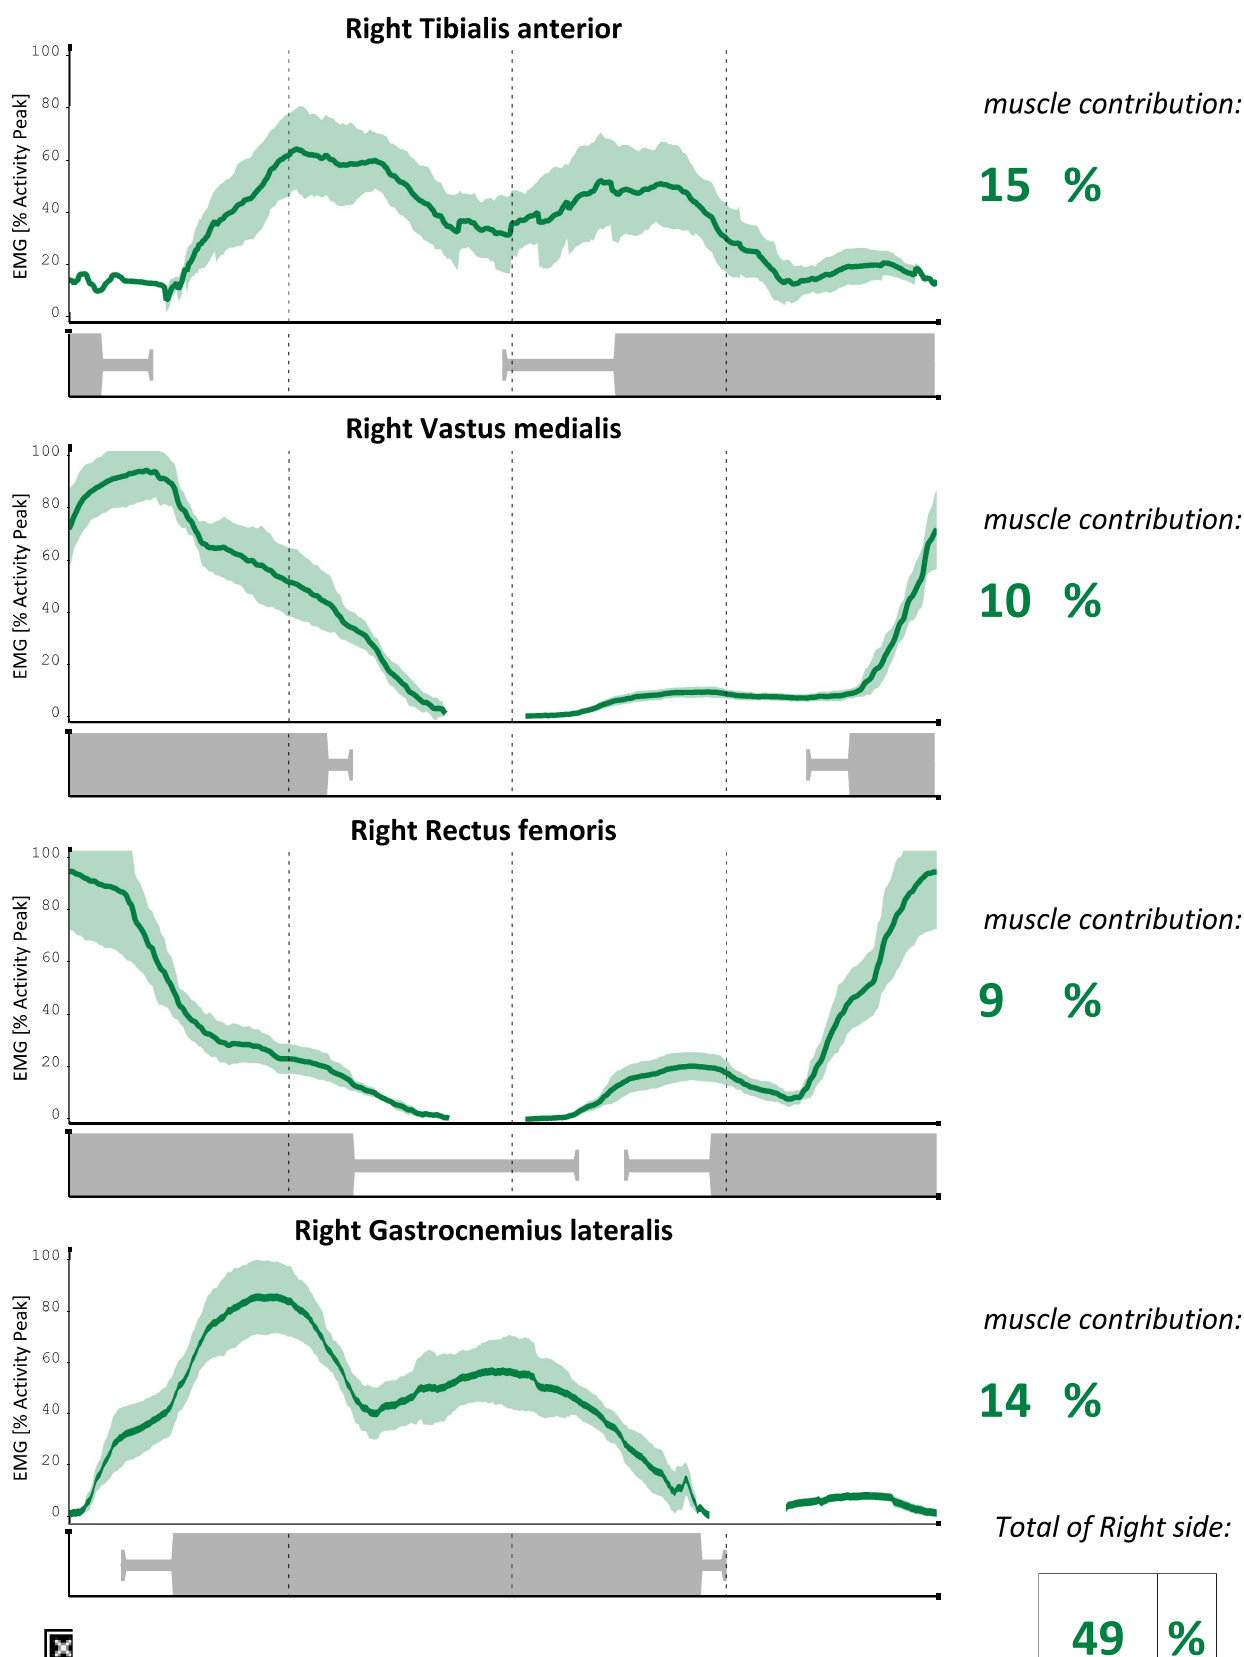 Right Tibialis anterior
EMG [% Activity Peak]
100
80
60
40
20
0
muscle contribution:
15 %
Right Vastus medialis
EMG [% Activity Peak]
100
80
60
40
20
0
muscle contribution:
10 %
Right Rectus femoris
EMG [% Activity Peak]
100
80
60
40
20
0
muscle contribution:
9 %
Right Gastrocnemius lateralis
EMG [% Activity Peak]
100
80
60
40
20
0
muscle contribution:
14 %
Total of Right side:
49 %